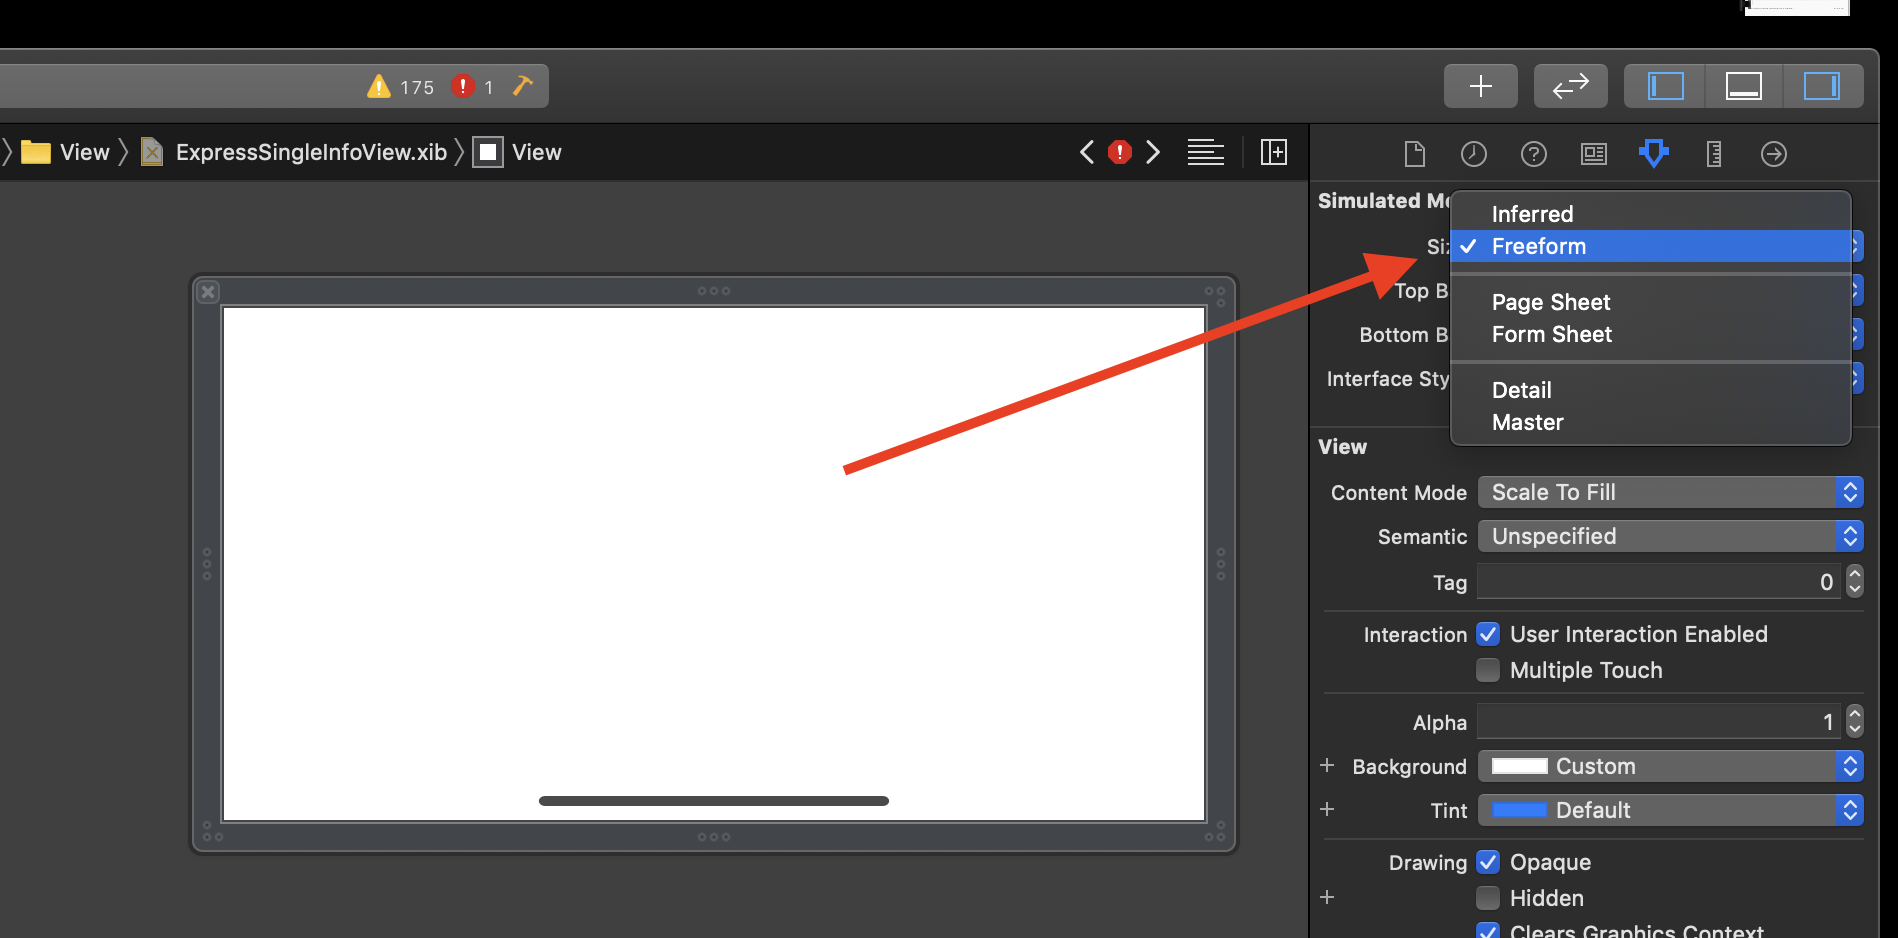 175 1
View ExpressSingleInfoView.xib View
Simulated Me
Inferred
Siz
Freeform
Page Sheet
Top B
Form Sheet
Bottom B
Detail
Interface Sty
Master
View
Content Mode Scale To Fill
Semantic Unspecified
Tag 0
Interaction User Interaction Enabled
Multiple Touch
Alpha 1
Background Custom
Tint Default
Drawing Opaque
Hidden
Clears Graphics Context